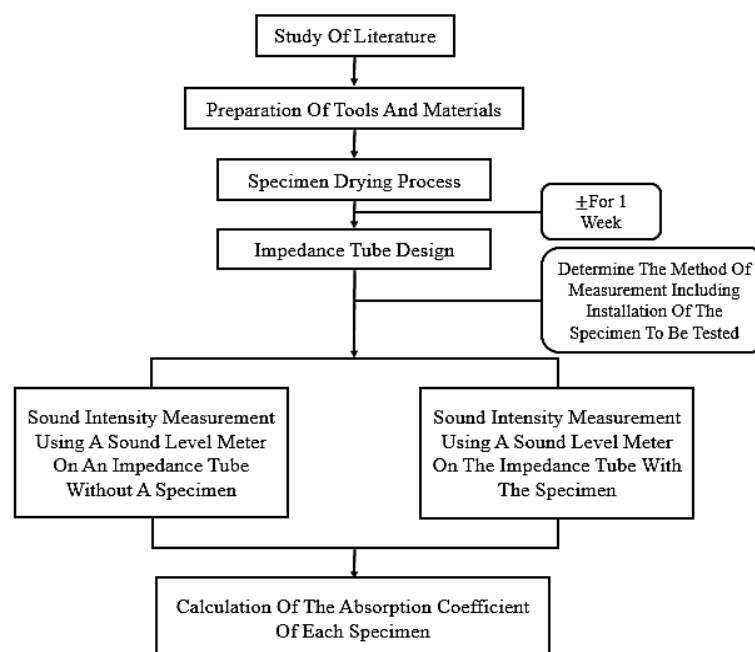 Study Of Literature
Preparation Of Tools And Materials
Specimen Drying Process
±For 1
Week
Impedance Tube Design
Determine The Method Of
Measurement Including
Installation Of The
Specimen To Be Tested
Sound Intensity Measurement
Using A Sound Level Meter
On An Impedance Tube
Without A Specimen
Sound Intensity Measurement
Using A Sound Level Meter
On The Impedance Tube With
The Specimen
Calculation Of The Absorption Coefficient
Of Each Specimen